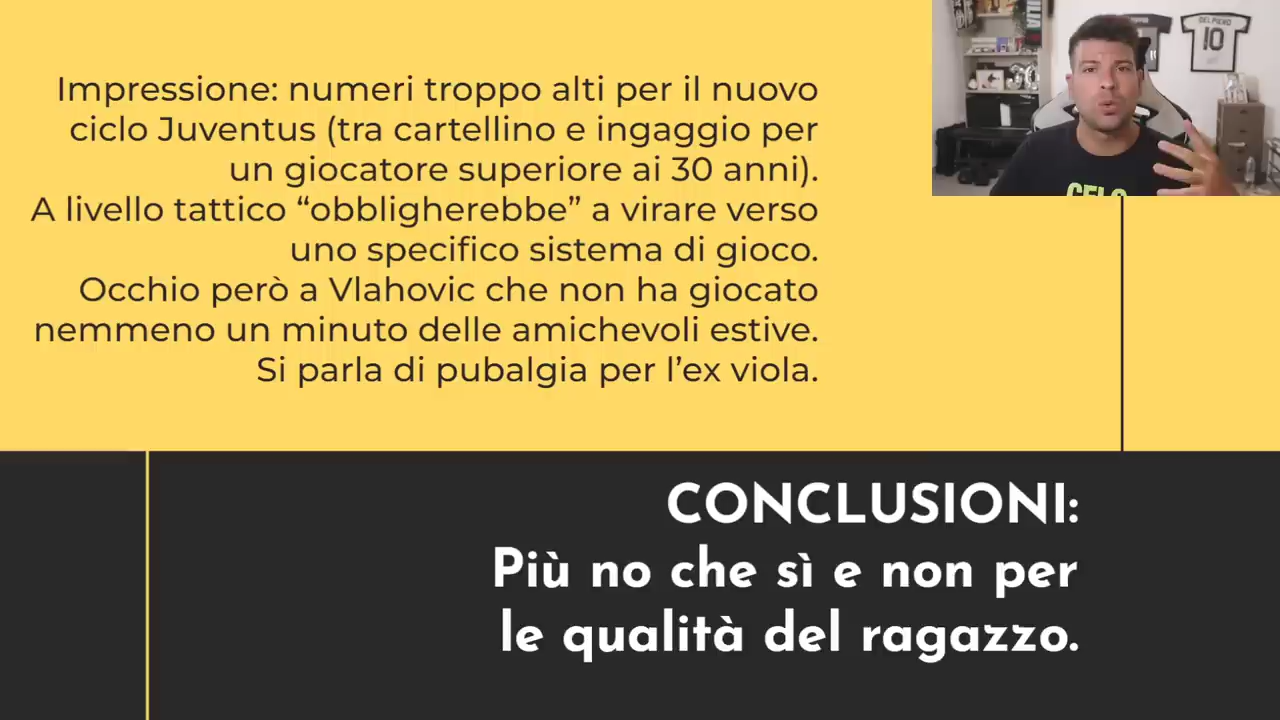 Impressione: numeri troppo alti per il nuovo
ciclo Juventus (tra cartellino e ingaggio per
un giocatore superiore ai 30 anni).
A livello tattico “obbligherebbe” a virare verso
uno specifico sistema di gioco.
Occhio però a Vlahovic che non ha giocato
nemmeno un minuto delle amichevoli estive.
Si parla di pubalgia per l’ex viola.
DEL PIERO
10
CONCLUSIONI:
Più no che sì e non per
le qualità del ragazzo.